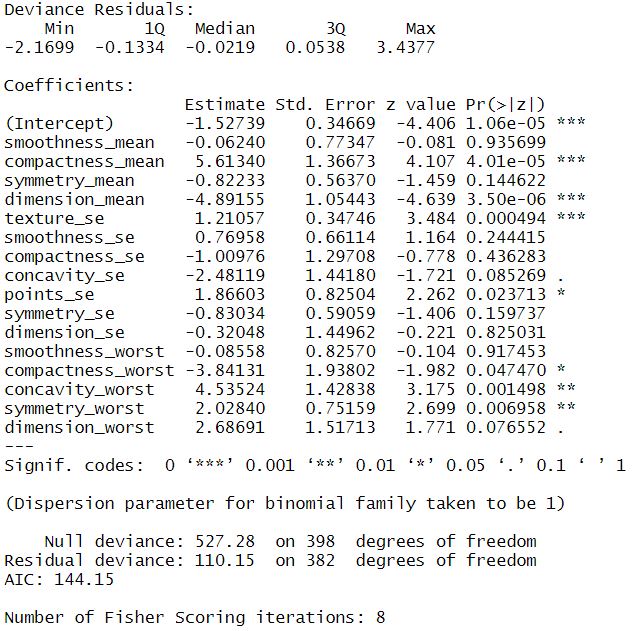 Deviance Residuals:
Min 1Q Median 3Q Max
-2.1699 -0.1334 -0.0219 0.0538 3.4377
Coefficients:
Estimate Std. Error z value Pr(>|z|)
(Intercept) -1.52739 0.34669 -4.406 1.06e-05 ***
smoothness_mean -0.06240 0.77347 -0.081 0.935699
compactness_mean 5.61340 1.36673 4.107 4.01e-05 ***
symmetry_mean -0.82233 0.56370 -1.459 0.144622
dimension_mean -4.89155 1.05443 -4.639 3.50e-06 ***
texture_se 1.21057 0.34746 3.484 0.000494 ***
smoothness_se 0.76958 0.66114 1.164 0.244415
compactness_se -1.00976 1.29708 -0.778 0.436283
concavity_se -2.48119 1.44180 -1.721 0.085269 .
points_se 1.86603 0.82504 2.262 0.023713 *
symmetry_se -0.83034 0.59059 -1.406 0.159737
dimension_se -0.32048 1.44962 -0.221 0.825031
smoothness_worst -0.08558 0.82570 -0.104 0.917453
compactness_worst -3.84131 1.93802 -1.982 0.047470 *
concavity_worst 4.53524 1.42838 3.175 0.001498 **
symmetry_worst 2.02840 0.75159 2.699 0.006958 **
dimension_worst 2.68691 1.51713 1.771 0.076552 .
---
Signif. codes: 0 ‘***’ 0.001 ‘**’ 0.01 ‘*’ 0.05 ‘.’ 0.1 ‘ ’ 1
(Dispersion parameter for binomial family taken to be 1)
Null deviance: 527.28 on 398 degrees of freedom
Residual deviance: 110.15 on 382 degrees of freedom
AIC: 144.15
Number of Fisher Scoring iterations: 8